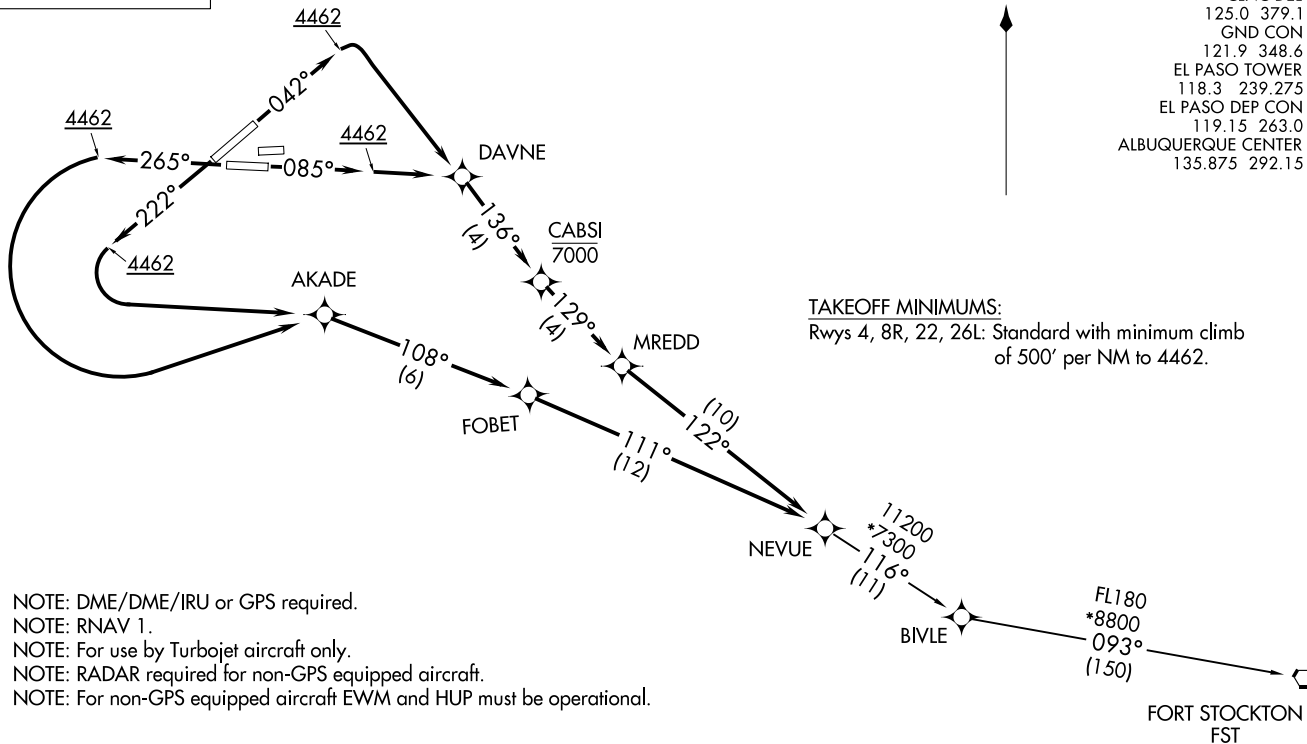 125.0 379.1
GND CON
121.9 348.6
EL PASO TOWER
118.3 239.275
EL PASO DEP CON
119.15 263.0
ALBUQUERQUE CENTER
135.875 292.15
4462
042°
4462
265°
4462
085°
DAVNE
222°
4462
136°
(4)
CABSI
7000
AKADE
129°
(4)
MREDD
108°
(6)
FOBET
(10)
122°
111°
(12)
TAKEOFF MINIMUMS:
Rwys 4, 8R, 22, 26L: Standard with minimum climb
of 500' per NM to 4462.
NEVUE
11200
*7300
116°
(11)
BIVLE
FL180
*8800
093°
(150)
FORT STOCKTON
FST
NOTE: DME/DME/IRU or GPS required.
NOTE: RNAV 1.
NOTE: For use by Turbojet aircraft only.
NOTE: RADAR required for non-GPS equipped aircraft.
NOTE: For non-GPS equipped aircraft EWM and HUP must be operational.